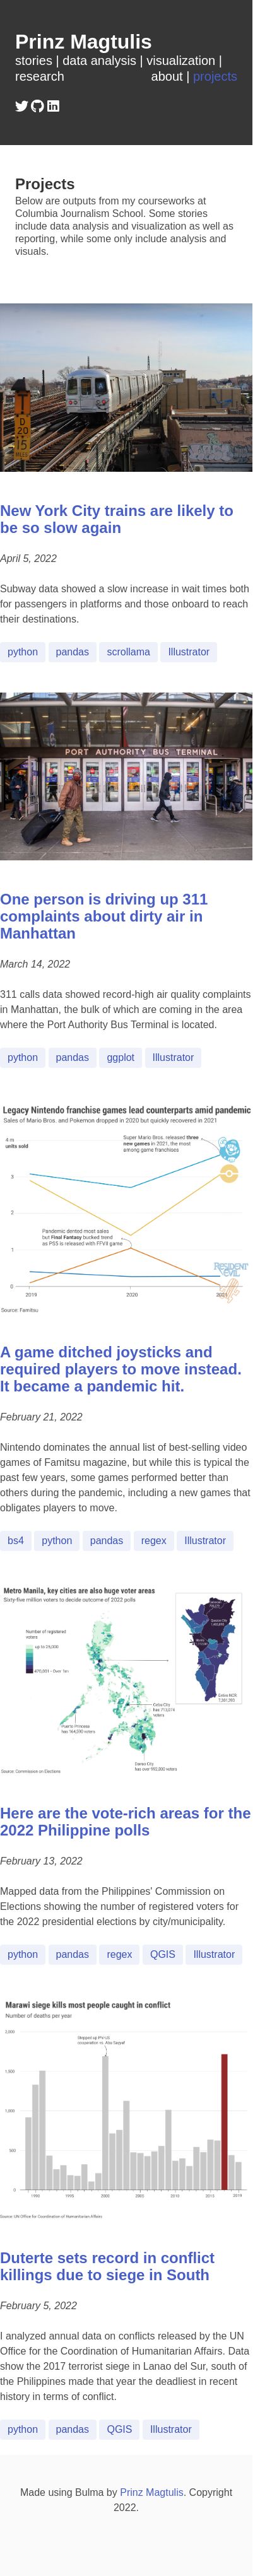 Prinz Magtulis
stories | data analysis | visualization |
research
about | projects
Projects
Below are outputs from my courseworks at
Columbia Journalism School. Some stories
include data analysis and visualization as well as
reporting, while some only include analysis and
visuals.
D
20
15
MILES
New York City trains are likely to
be so slow again
April 5, 2022
Subway data showed a slow increase in wait times both
for passengers in platforms and those onboard to reach
their destinations.
python pandas scrollama Illustrator
PORT AUTHORITY BUS TERMINAL
One person is driving up 311
complaints about dirty air in
Manhattan
March 14, 2022
311 calls data showed record-high air quality complaints
in Manhattan, the bulk of which are coming in the area
where the Port Authority Bus Terminal is located.
python pandas ggplot Illustrator
Legacy Nintendo franchise games lead counterparts amid pandemic
Sales of Mario Bros. and Pokemon dropped in 2020 but quickly recovered in 2021
4 m
units sold
Super Mario Bros. released three
new games in 2021, the most
among game franchises
3
2
Pandemic dented most sales
but Final Fantasy bucked trend
as PS5 is released with FFVII game
1
RESIDENT
EVIL
0
2019 2020 2021
Source: Famitsu
A game ditched joysticks and
required players to move instead.
It became a pandemic hit.
February 21, 2022
Nintendo dominates the annual list of best-selling video
games of Famitsu magazine, but while this is typical the
past few years, some games performed better than
others during the pandemic, including a new games that
obligates players to move.
bs4 python pandas regex Illustrator
Metro Manila, key cities are also huge voter areas
Sixty-five million voters to decide outcome of 2022 polls
Number of registered
voters
Cebu City
has
Puerto Princesa
has
Davao City
has over
Source: Commission on Elections
Here are the vote-rich areas for the
2022 Philippine polls
February 13, 2022
Mapped data from the Philippines' Commission on
Elections showing the number of registered voters for
the 2022 presidential elections by city/municipality.
python pandas regex QGIS Illustrator
Marawi siege kills most people caught in conflict
Number of deaths per year
2,000
1,500
1,000
500
0
1990 1995 2000 2005 2010 2015 2019
Source: UN Office for Coordination of Humanitarian Affairs
Duterte sets record in conflict
killings due to siege in South
February 5, 2022
I analyzed annual data on conflicts released by the UN
Office for the Coordination of Humanitarian Affairs. Data
show the 2017 terrorist siege in Lanao del Sur, south of
the Philippines made that year the deadliest in recent
history in terms of conflict.
python pandas QGIS Illustrator
Made using Bulma by Prinz Magtulis. Copyright
2022.